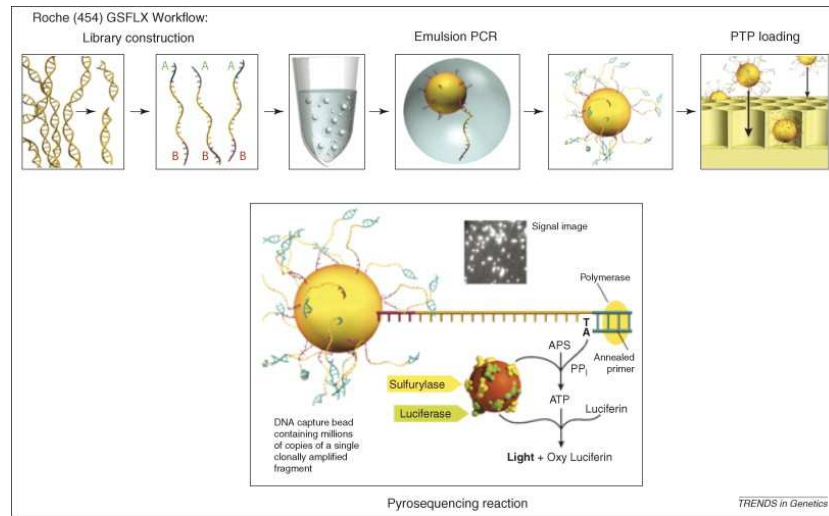 Roche (454) GSFLX Workflow:
Library construction
Emulsion PCR
PTP loading
A A A
B B B
Signal image
Polymerase
T
A
Annealed
primer
APS
PPi
Sulfurylase
ATP
Luciferin
Luciferase
DNA capture bead
containing millions
of copies of a single
clonally amplified
fragment
Light + Oxy Luciferin
Pyrosequencing reaction
TRENDS in Genetics